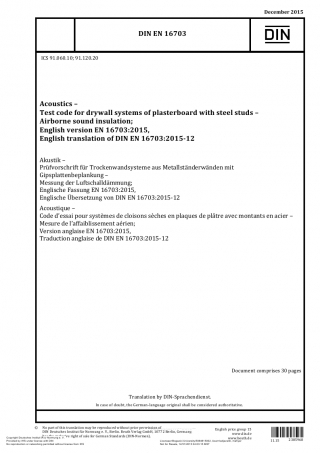 December 2015
DIN EN 16703
DIN
ICS 91.060.10; 91.120.20
Acoustics –
Test code for drywall systems of plasterboard with steel studs –
Airborne sound insulation;
English version EN 16703:2015,
English translation of DIN EN 16703:2015-12
Akustik –
Prüfvorschrift für Trockenwandsysteme aus Metallständerwänden mit
Gipsplattenbeplankung –
Messung der Luftschalldämmung;
Englische Fassung EN 16703:2015,
Englische Übersetzung von DIN EN 16703:2015-12
Acoustique –
Code d'essai pour systèmes de cloisons sèches en plaques de plâtre avec montants en acier –
Mesure de l'affaiblissement aérien;
Version anglaise EN 16703:2015,
Traduction anglaise de DIN EN 16703:2015-12
Document comprises 30 pages
Translation by DIN-Sprachendienst.
In case of doubt, the German-language original shall be considered authoritative.
© No part of this translation may be reproduced without prior permission of
DIN Deutsches Institut für Normung e. V., Berlin. Beuth Verlag GmbH, 10772 Berlin, Germany,
right of sale for German Standards (DIN-Normen).
English price group 13
www.din.de
www.beuth.de